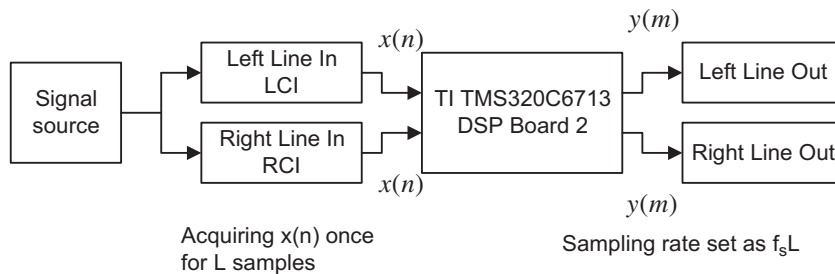 x(n)
y(m)
Signal
source
Left Line In
LCI
Right Line In
RCI
x(n)
TI TMS320C6713
DSP Board 2
Left Line Out
Right Line Out
y(m)
Acquiring x(n) once
for L samples
Sampling rate set as fsL